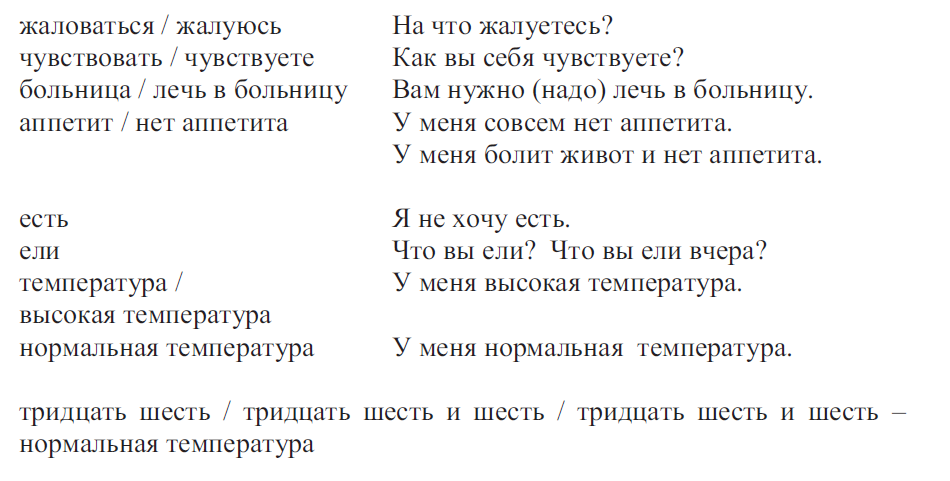 жаловаться / жалуюсь На что жалуетесь?
чувствовать / чувствуете Как вы себя чувствуете?
больница / лечь в больницу Вам нужно (надо) лечь в больницу.
аппетит / нет аппетита У меня совсем нет аппетита.
У меня болит живот и нет аппетита.
есть Я не хочу есть.
ели Что вы ели? Что вы ели вчера?
температура / У меня высокая температура.
высокая температура
нормальная температура У меня нормальная температура.
тридцать шесть / тридцать шесть и шесть / тридцать шесть и шесть –
нормальная температура